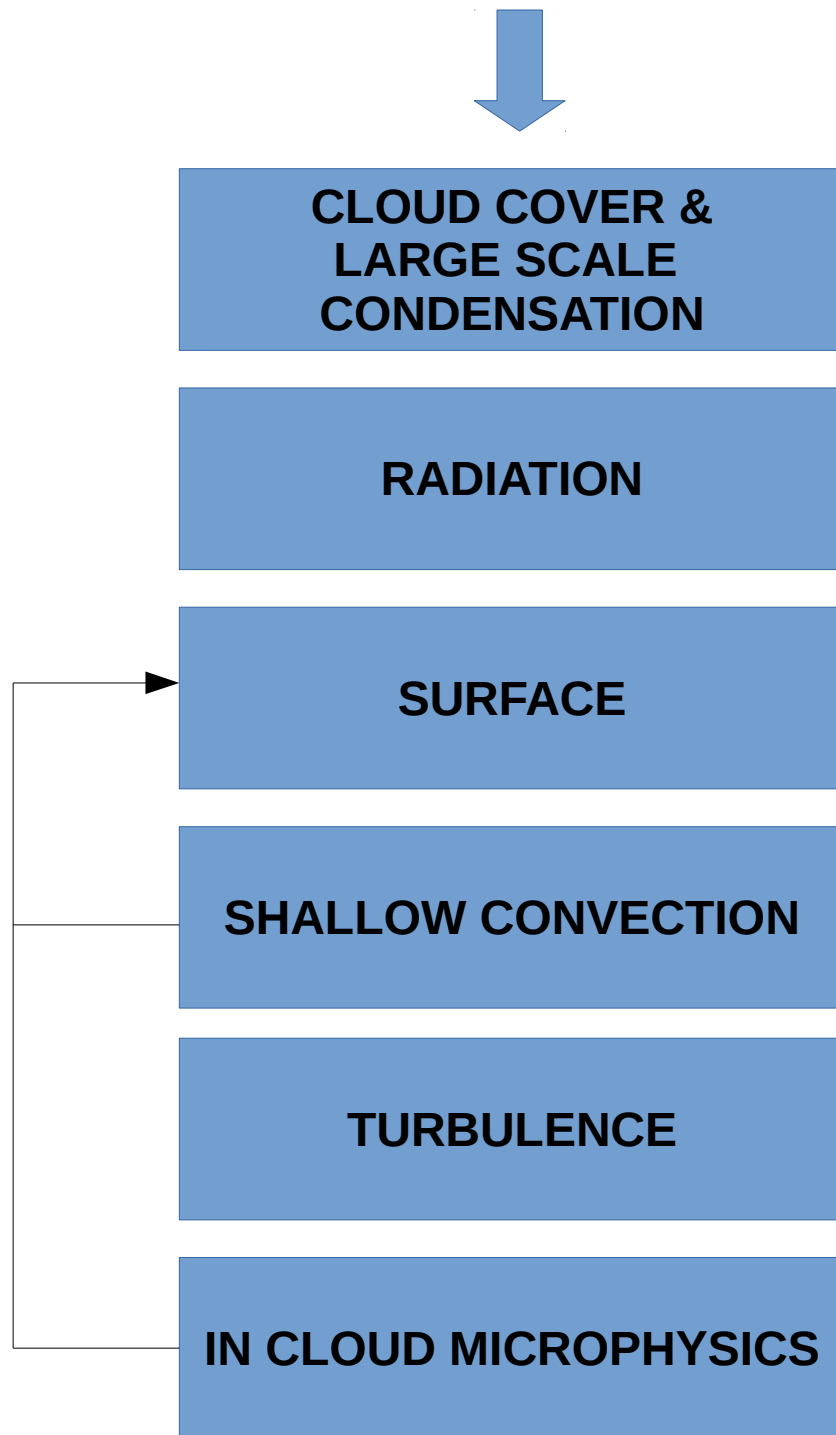 CLOUD COVER &
LARGE SCALE
CONDENSATION
RADIATION
SURFACE
SHALLOW CONVECTION
TURBULENCE
IN CLOUD MICROPHYSICS